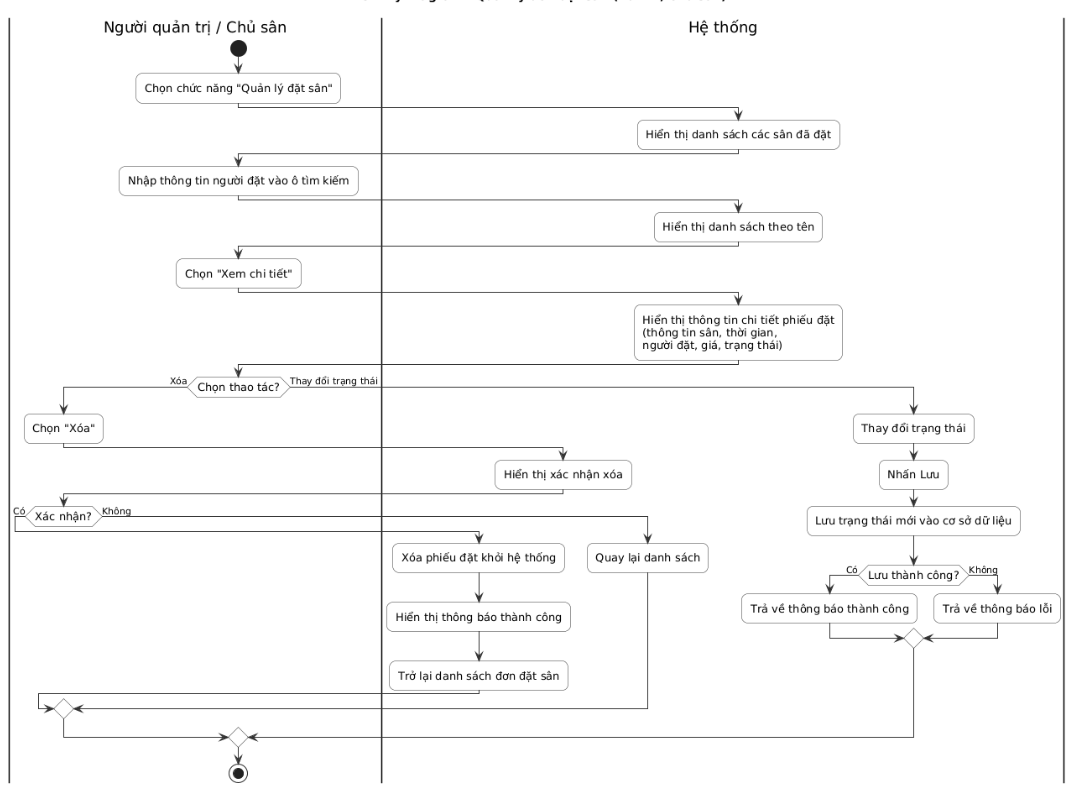 Người quản trị / Chủ sân
Hệ thống
Chọn chức năng "Quản lý đặt sân"
Hiển thị danh sách các sân đã đặt
Nhập thông tin người đặt vào ô tìm kiếm
Hiển thị danh sách theo tên
Chọn "Xem chi tiết"
Hiển thị thông tin chi tiết phiếu đặt
(thông tin sân, thời gian,
người đặt, giá, trạng thái)
Xóa
Chọn thao tác?
Thay đổi trạng thái
Chọn "Xóa"
Thay đổi trạng thái
Hiển thị xác nhận xóa
Nhấn Lưu
Có
Xác nhận?
Không
Lưu trạng thái mới vào cơ sở dữ liệu
Xóa phiếu đặt khỏi hệ thống
Quay lại danh sách
Có
Lưu thành công?
Không
Hiển thị thông báo thành công
Trả về thông báo thành công
Trả về thông báo lỗi
Trở lại danh sách đơn đặt sân